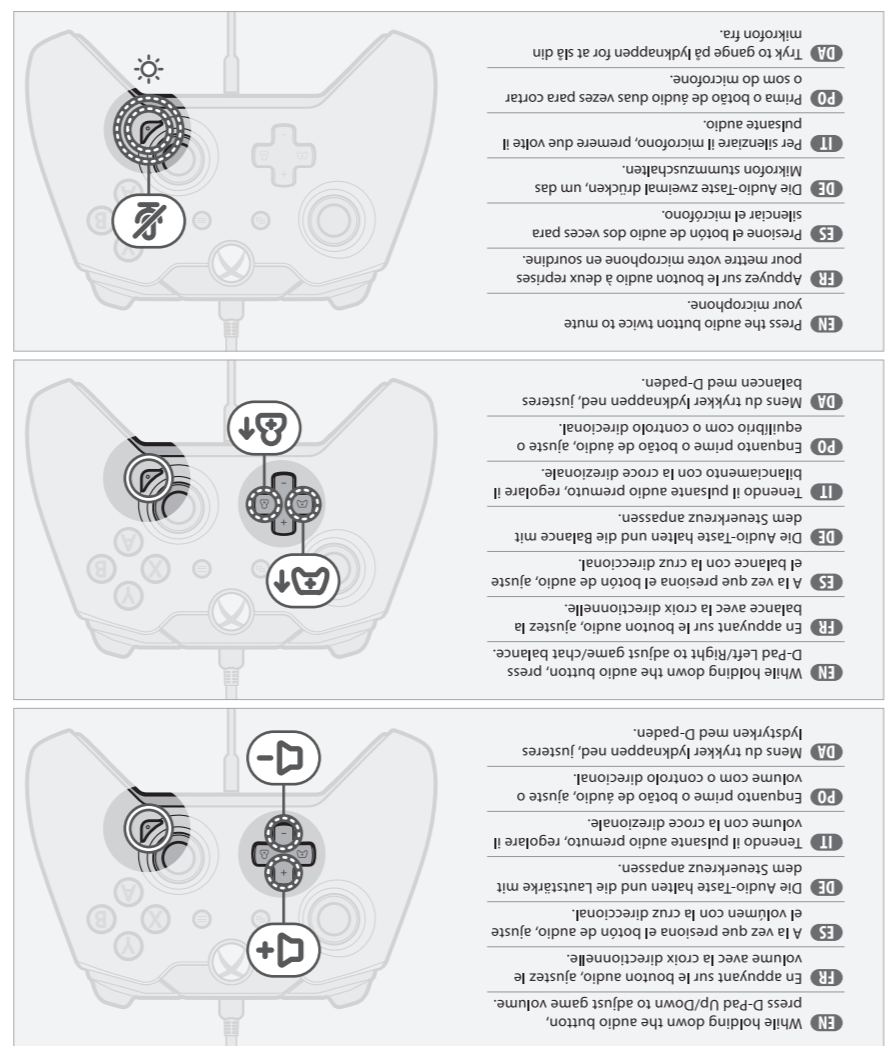 EN While holding down the audio button,
press D-Pad Up/Down to adjust game volume.
FR En appuyant sur le bouton audio, ajustez le
volume avec la croix directionnelle.
ES A la vez que presiona el botón de audio, ajuste
el volúmen con la cruz direccional.
DE Die Audio-Taste halten und die Lautstärke mit
dem Steuerkreuz anpassen.
IT Tenendo il pulsante audio premuto, regolare il
volume con la croce direzionale.
PO Enquanto prime o botão de áudio, ajuste o
volume com o controlo direcional.
DA Mens du trykker lydknappen ned, justeres
lydstyrken med D-paden.
EN While holding down the audio button, press
D-Pad Left/Right to adjust game/chat balance.
FR En appuyant sur le bouton audio, ajustez la
balance avec la croix directionnelle.
ES A la vez que presiona el botón de audio, ajuste
el balance con la cruz direccional.
DE Die Audio-Taste halten und die Balance mit
dem Steuerkreuz anpassen.
IT Tenendo il pulsante audio premuto, regolare il
bilanciamento con la croce direzionale.
PO Enquanto prime o botão de áudio, ajuste o
equilíbrio com o controlo direcional.
DA Mens du trykker lydknappen ned, justeres
balancen med D-paden.
EN Press the audio button twice to mute
your microphone.
FR Appuyez sur le bouton audio à deux reprises
pour mettre votre microphone en sourdine.
ES Presione el botón de audio dos veces para
silenciar el micrófono.
DE Die Audio-Taste zweimal drücken, um das
Mikrofon stummzuschalten.
IT Per silenziare il microfono, premere due volte il
pulsante audio.
PO Prima o botão de áudio duas vezes para cortar
o som do microfone.
DA Tryk to gange på lydknappen for at slå din
mikrofon fra.
X
Y
A
B
X
Y
A
B
X
Y
A
B